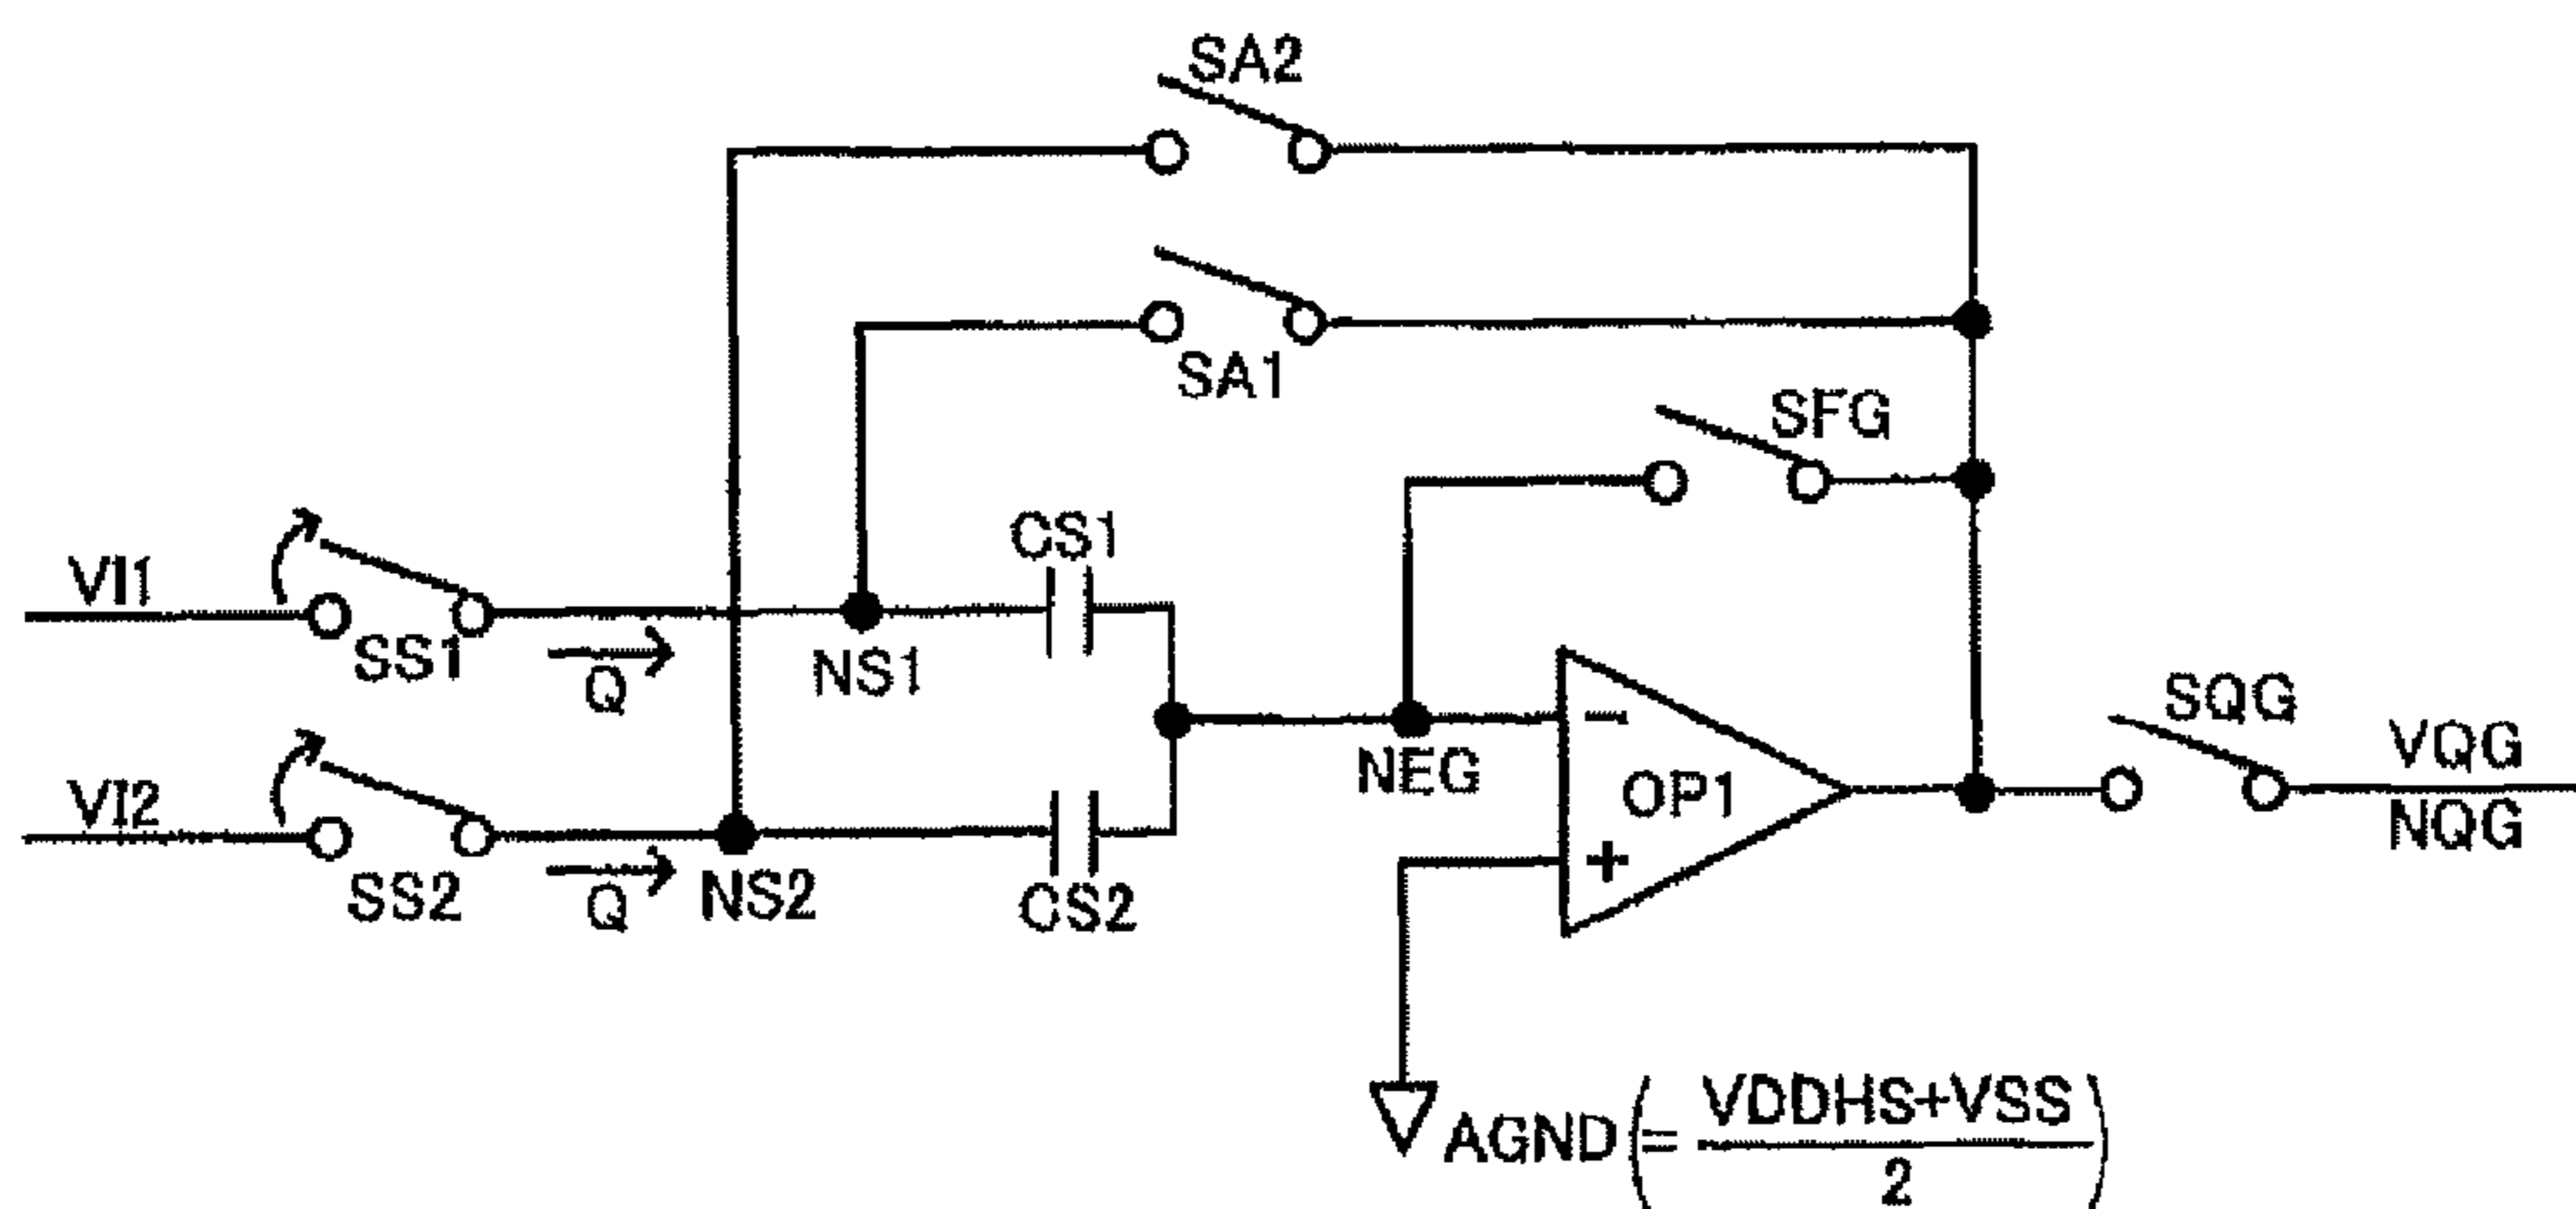 SA2
SA1
SFG
VI1
SS1
Q
NS1
CS1
VI2
SS2
Q
NS2
CS2
NEG
OP1
-
+
SQG
VQG
NQG
AGND(= VDDHS+VSS / 2)